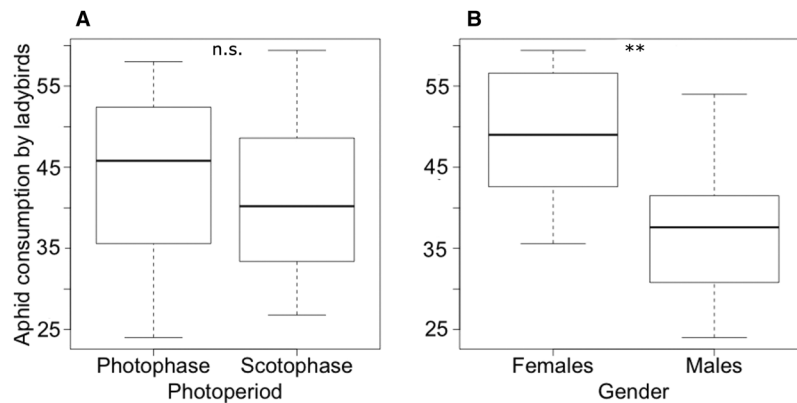 A
B
n.s.
**
Aphid consumption by ladybirds
55
45
35
25
55
45
35
25
Photophase Scotophase
Photoperiod
Females Males
Gender